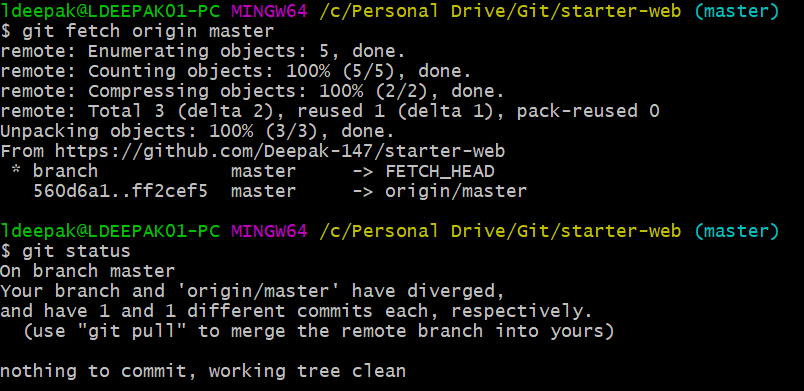 ldeepak@LDEEPAK01-PC MINGW64 /c/Personal Drive/Git/starter-web (master)
$ git fetch origin master
remote: Enumerating objects: 5, done.
remote: Counting objects: 100% (5/5), done.
remote: Compressing objects: 100% (2/2), done.
remote: Total 3 (delta 2), reused 1 (delta 1), pack-reused 0
Unpacking objects: 100% (3/3), done.
From https://github.com/Deepak-147/starter-web
 * branch            master     -> FETCH_HEAD
   560d6a1..ff2cef5  master     -> origin/master
ldeepak@LDEEPAK01-PC MINGW64 /c/Personal Drive/Git/starter-web (master)
$ git status
On branch master
Your branch and 'origin/master' have diverged,
and have 1 and 1 different commits each, respectively.
  (use "git pull" to merge the remote branch into yours)
nothing to commit, working tree clean